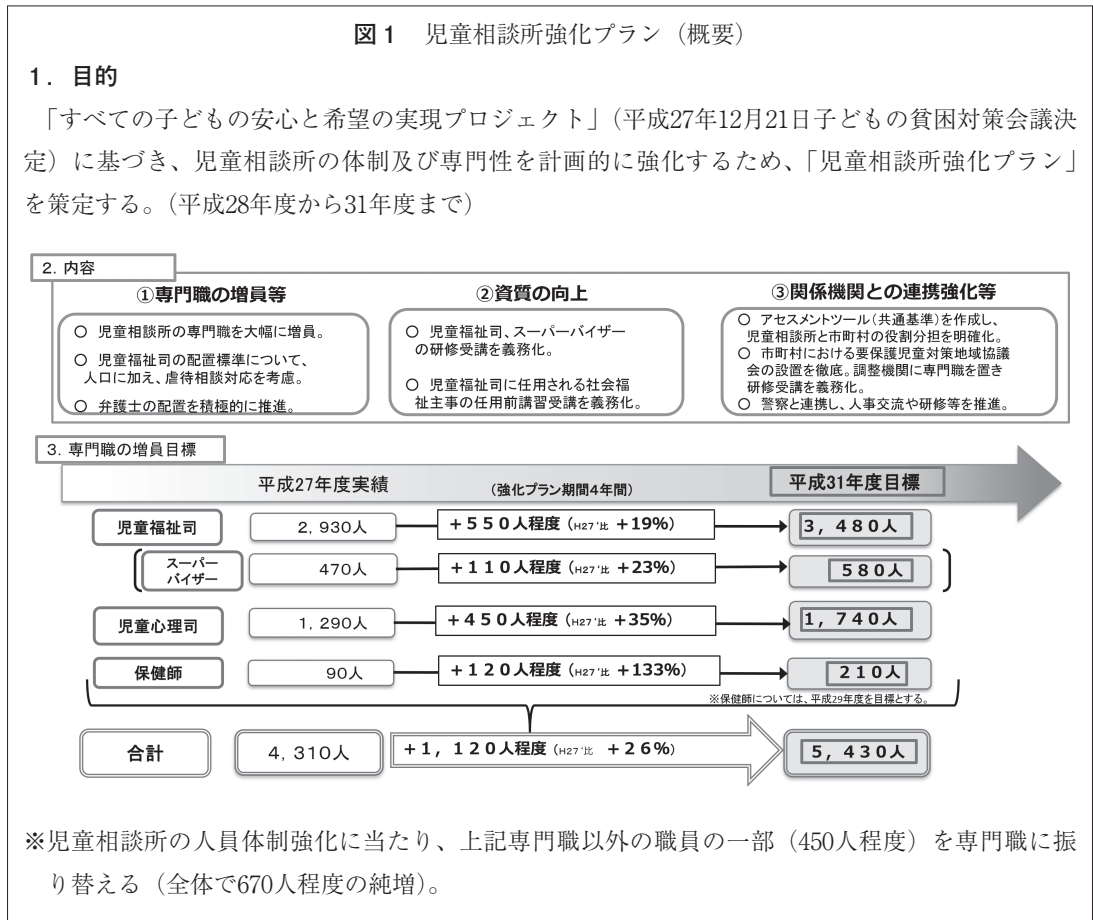 図1　児童相談所強化プラン（概要）
1．目的
「すべての子どもの安心と希望の実現プロジェクト」（平成27年12月21日子どもの貧困対策会議決
定）に基づき、児童相談所の体制及び専門性を計画的に強化するため、「児童相談所強化プラン」
を策定する。（平成28年度から31年度まで）
2．内容
①専門職の増員等
○　児童相談所の専門職を大幅に増員。
○　児童福祉司の配置標準について、
人口に加え、虐待相談対応を考慮。
○　弁護士の配置を積極的に推進。
②資質の向上
○　児童福祉司、スーパーバイザー
の研修受講を義務化。
○　児童福祉司に任用される社会福
祉主事の任用前講習受講を義務化。
③関係機関との連携強化等
○　アセスメントツール（共通基準）を作成し、
児童相談所と市町村の役割分担を明確化。
○　市町村における要保護児童対策地域協議
会の設置を徹底。調整機関に専門職を置き
研修受講を義務化。
○　警察と連携し、人事交流や研修等を推進。
3．専門職の増員目標
平成27年度実績　（強化プラン期間4年間）　平成31年度目標
児童福祉司　2，930人　＋550人程度（H27'比 +19%）　3，480人
スーパー
バイザー　470人　＋110人程度（H27'比 +23%）　580人
児童心理司　1，290人　＋450人程度（H27'比 +35%）　1，740人
保健師　90人　＋120人程度（H27'比 +133%）　210人
※保健師については、平成29年度を目標とする。
合計　4，310人　＋1，120人程度（H27'比 ＋26%）　5，430人
※児童相談所の人員体制強化に当たり、上記専門職以外の職員の一部（450人程度）を専門職に振
り替える（全体で670人程度の純増）。